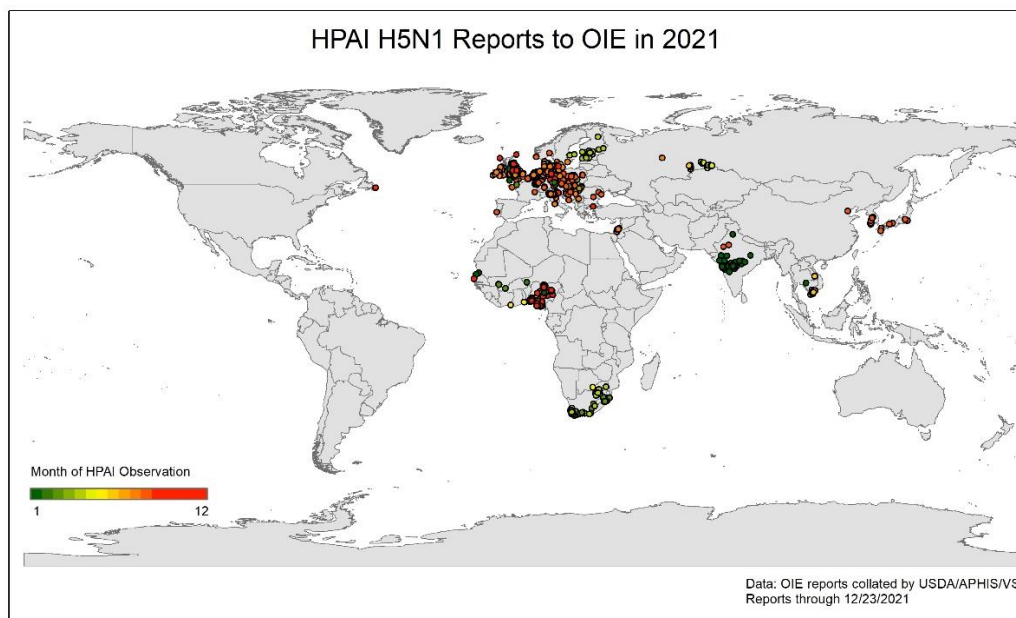 HPAI H5N1 Reports to OIE in 2021
Month of HPAI Observation
1 12
Data: OIE reports collated by USDA/APHIS/VS
Reports through 12/23/2021